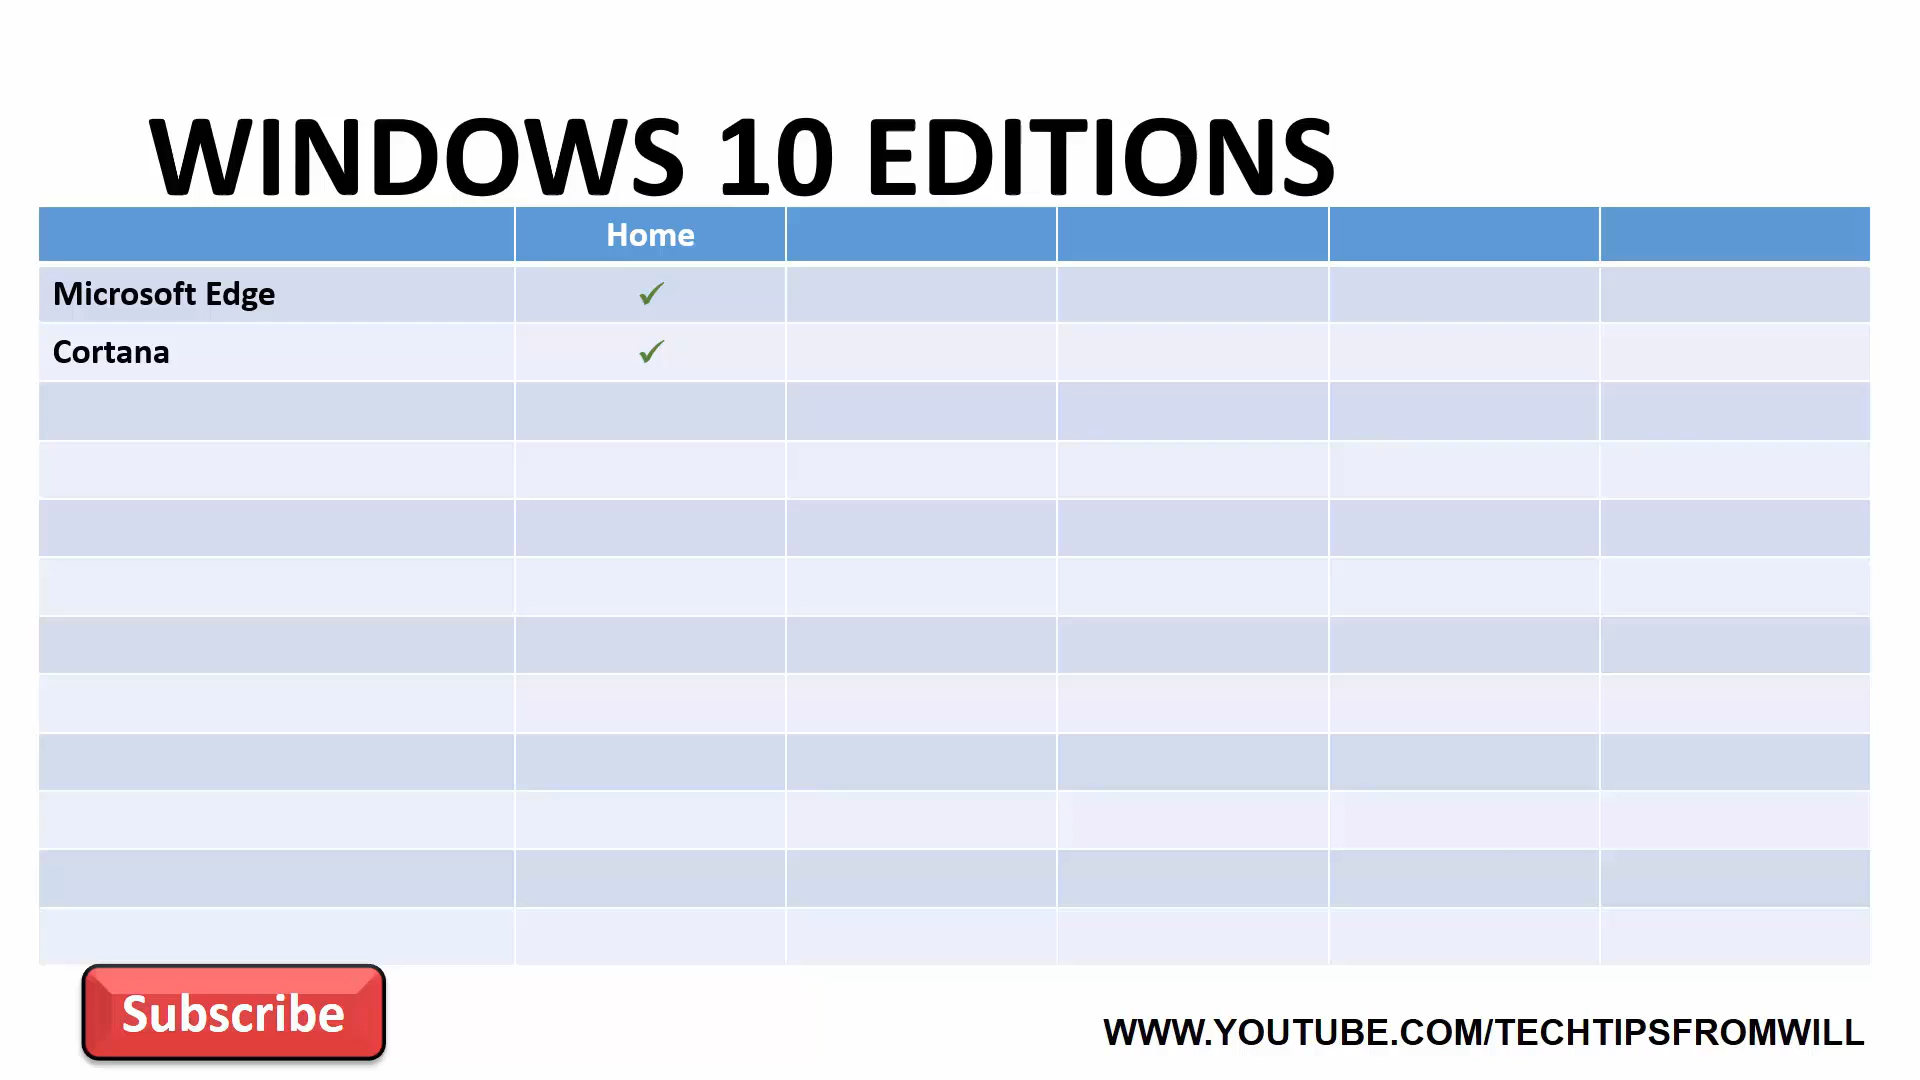 WINDOWS 10 EDITIONS
Home
Microsoft Edge ✓
Cortana ✓
Subscribe
WWW.YOUTUBE.COM/TECHTIPSFROMWILL